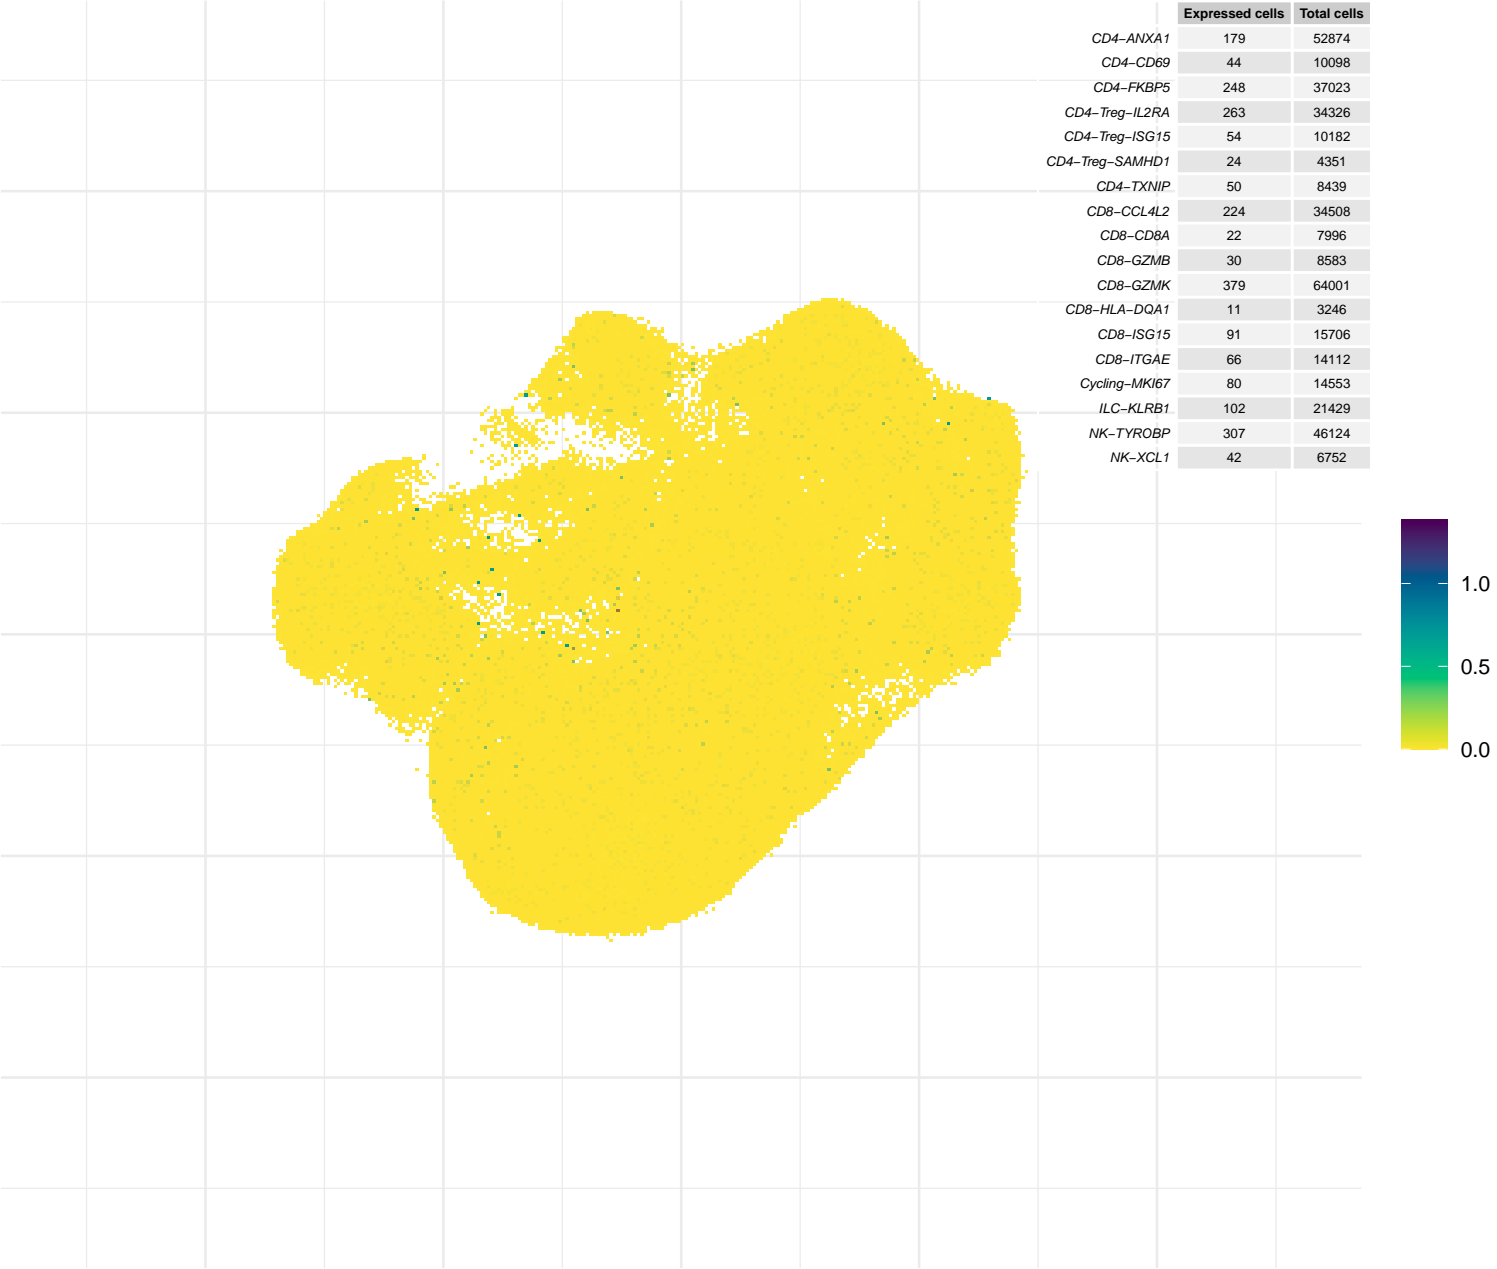 Expressed cells Total cells
CD4−ANXA1 179 52874
CD4−CD69 44 10098
CD4−FKBP5 248 37023
CD4−Treg−IL2RA 263 34326
CD4−Treg−ISG15 54 10182
CD4−Treg−SAMHD1 24 4351
CD4−TXNIP 50 8439
CD8−CCL4L2 224 34508
CD8−CD8A 22 7996
CD8−GZMB 30 8583
CD8−GZMK 379 64001
CD8−HLA−DQA1 11 3246
CD8−ISG15 91 15706
CD8−ITGAE 66 14112
Cycling−MKI67 80 14553
ILC−KLRB1 102 21429
NK−TYROBP 307 46124
NK−XCL1 42 6752
1.0
0.5
0.0